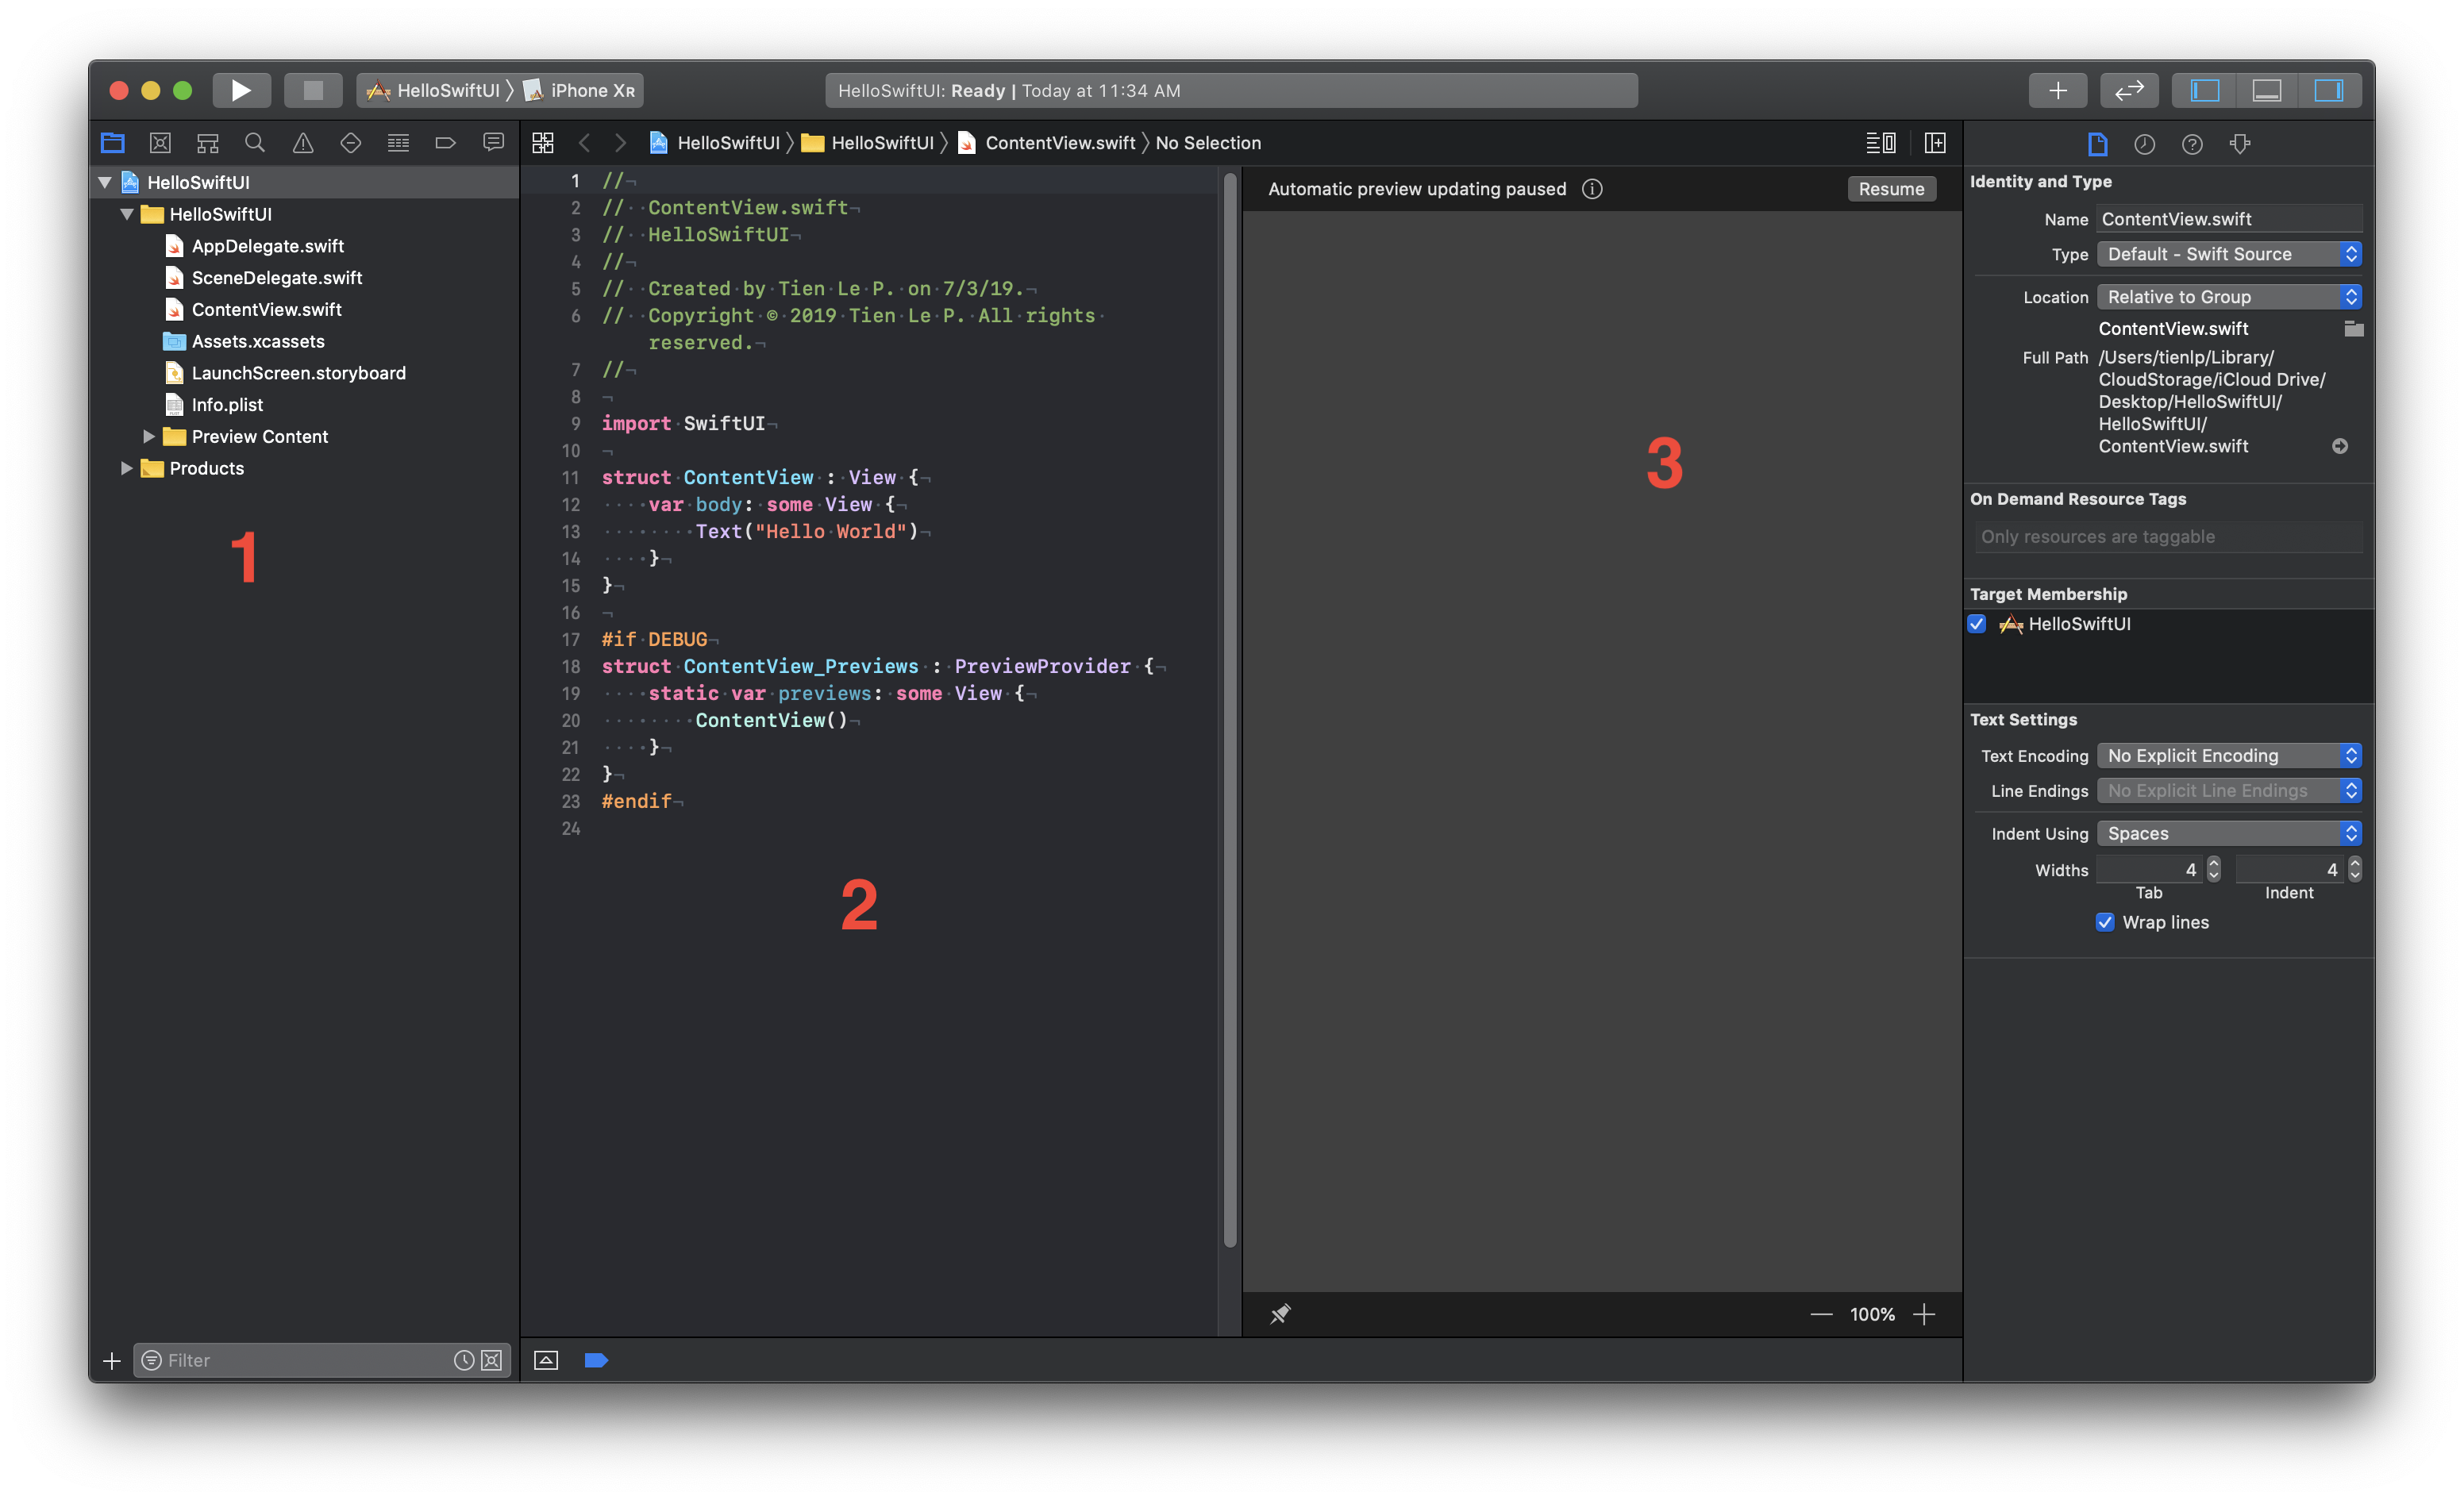 HelloSwiftUI 〉 iPhone Xʀ
HelloSwiftUI: Ready | Today at 11:34 AM
HelloSwiftUI
HelloSwiftUI
AppDelegate.swift
SceneDelegate.swift
ContentView.swift
Assets.xcassets
LaunchScreen.storyboard
Info.plist
Preview Content
Products
1
Filter
HelloSwiftUI 〉 HelloSwiftUI 〉 ContentView.swift 〉 No Selection
1 //
2 //  ContentView.swift
3 //  HelloSwiftUI
4 //
5 //  Created by Tien Le P. on 7/3/19.
6 //  Copyright © 2019 Tien Le P. All rights
reserved.
7 //
8
9 import SwiftUI
10
11 struct ContentView : View {
12     var body: some View {
13         Text("Hello World")
14     }
15 }
16
17 #if DEBUG
18 struct ContentView_Previews : PreviewProvider {
19     static var previews: some View {
20         ContentView()
21     }
22 }
23 #endif
24
2
Automatic preview updating paused
Resume
3
100%
Identity and Type
Name ContentView.swift
Type Default - Swift Source
Location Relative to Group
ContentView.swift
Full Path /Users/tienlp/Library/
CloudStorage/iCloud Drive/
Desktop/HelloSwiftUI/
HelloSwiftUI/
ContentView.swift
On Demand Resource Tags
Only resources are taggable
Target Membership
HelloSwiftUI
Text Settings
Text Encoding No Explicit Encoding
Line Endings No Explicit Line Endings
Indent Using Spaces
Widths 4 4
Tab Indent
Wrap lines